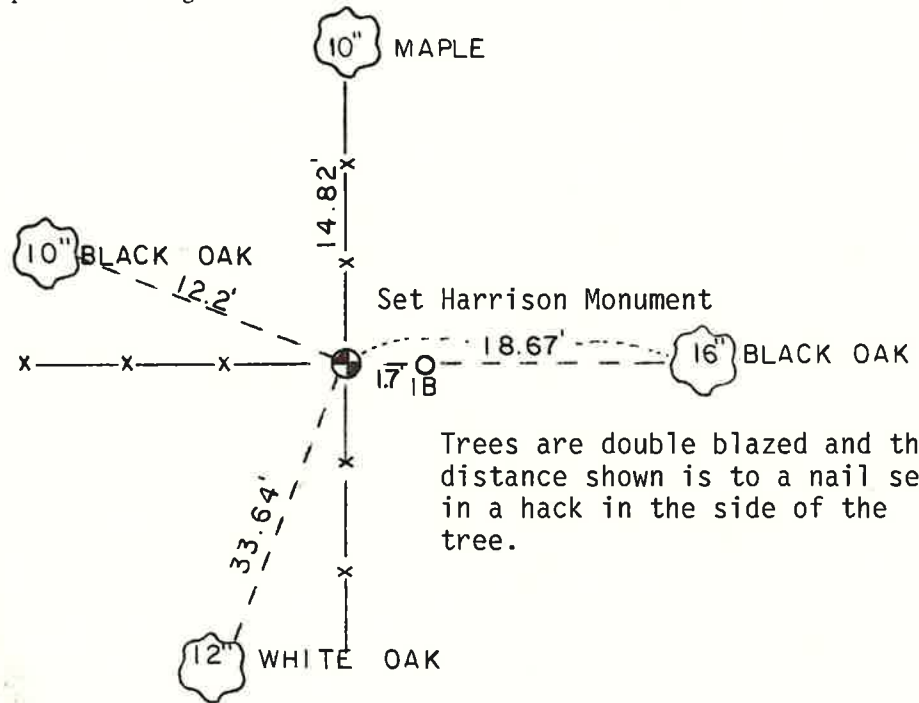 10" MAPLE
14.82'
10" BLACK OAK
12.2'
Set Harrison Monument
18.67'
16" BLACK OAK
1.7'
IB
Trees are double blazed and th
distance shown is to a nail se
in a hack in the side of the
tree.
33.64'
12" WHITE OAK